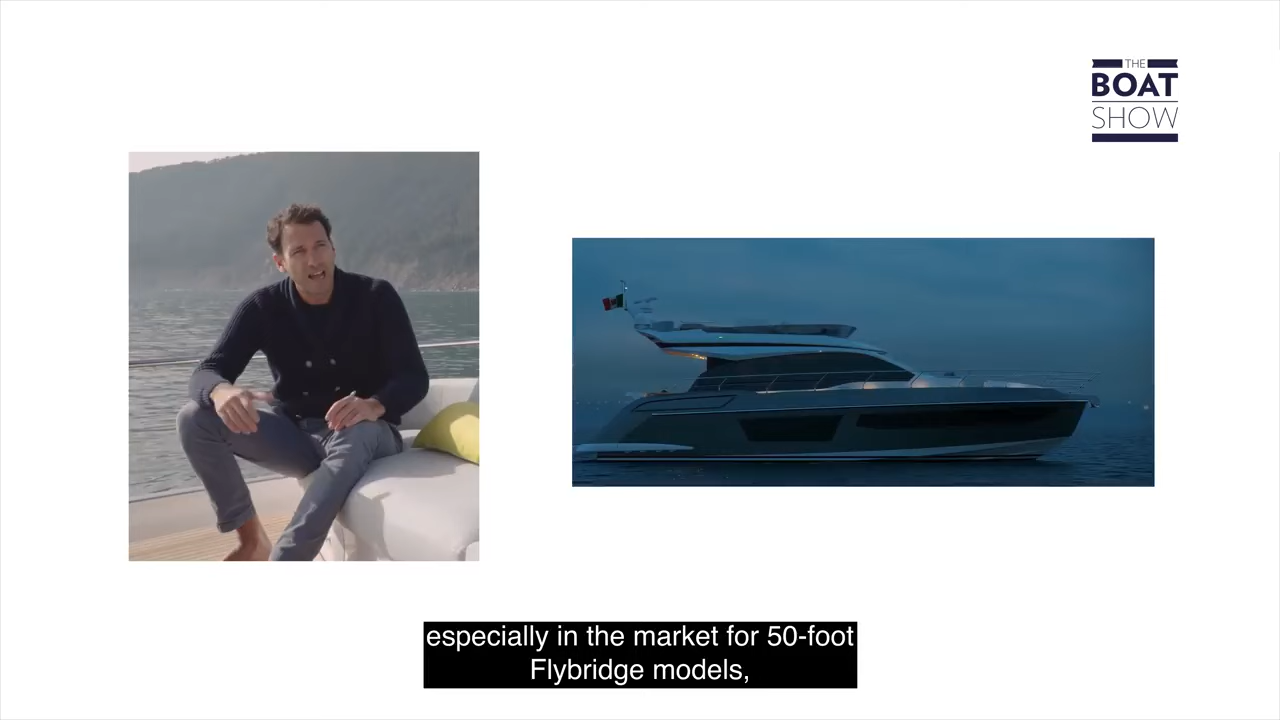 THE
BOAT
SHOW
especially in the market for 50-foot
Flybridge models,